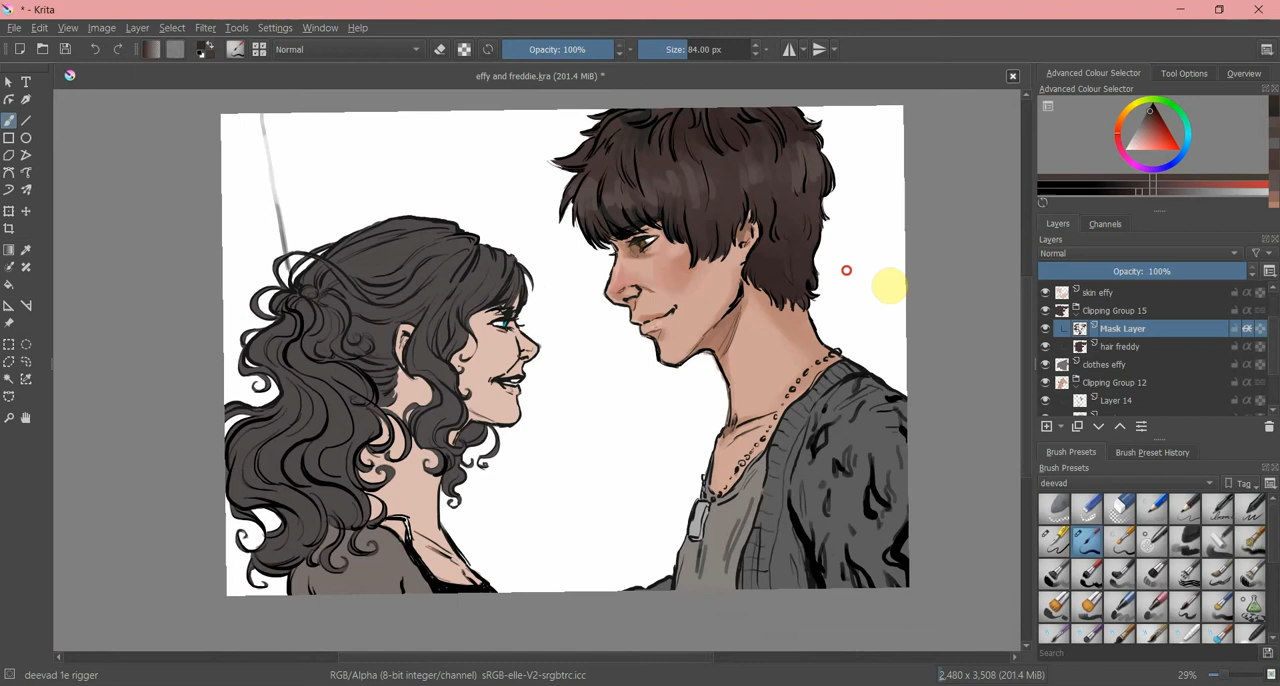 * - Krita
File Edit View Image Layer Select Filter Tools Settings Window Help
Normal Opacity: 100% Size: 84.00 px
effy and freddie.kra (201.4 MiB) *
Advanced Colour Selector Tool Options Overview
Advanced Colour Selector
Layers Channels
Layers
Normal
Opacity: 100%
skin effy
Clipping Group 15
Mask Layer
hair freddy
clothes effy
Clipping Group 12
Layer 14
Brush Presets Brush Preset History
Brush Presets
deevad Tag
Search
deevad 1e rigger RGB/Alpha (8-bit integer/channel) sRGB-elle-V2-srgbtrc.icc 2,480 x 3,508 (201.4 MiB) 29%